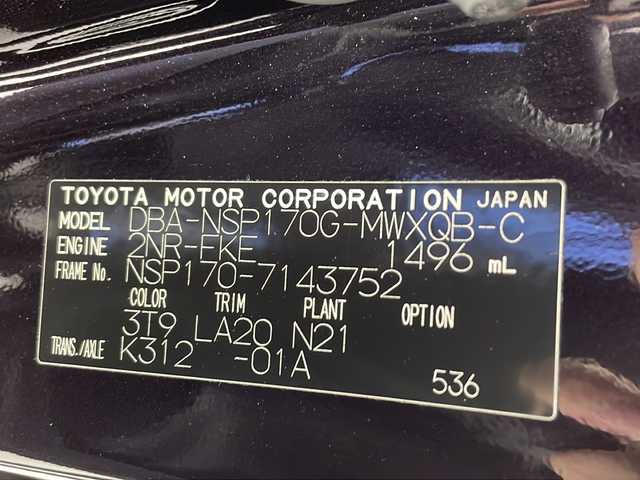 TOYOTA MOTOR CORPORATION JAPAN
MODEL DBA-NSP170G-MWXQB-C
ENGINE 2NR-FKE 1496 mL
FRAME No. NSP170-7143752
COLOR TRIM PLANT OPTION
3T9 LA20 N21
TRANS./AXLE K312 -01A
536